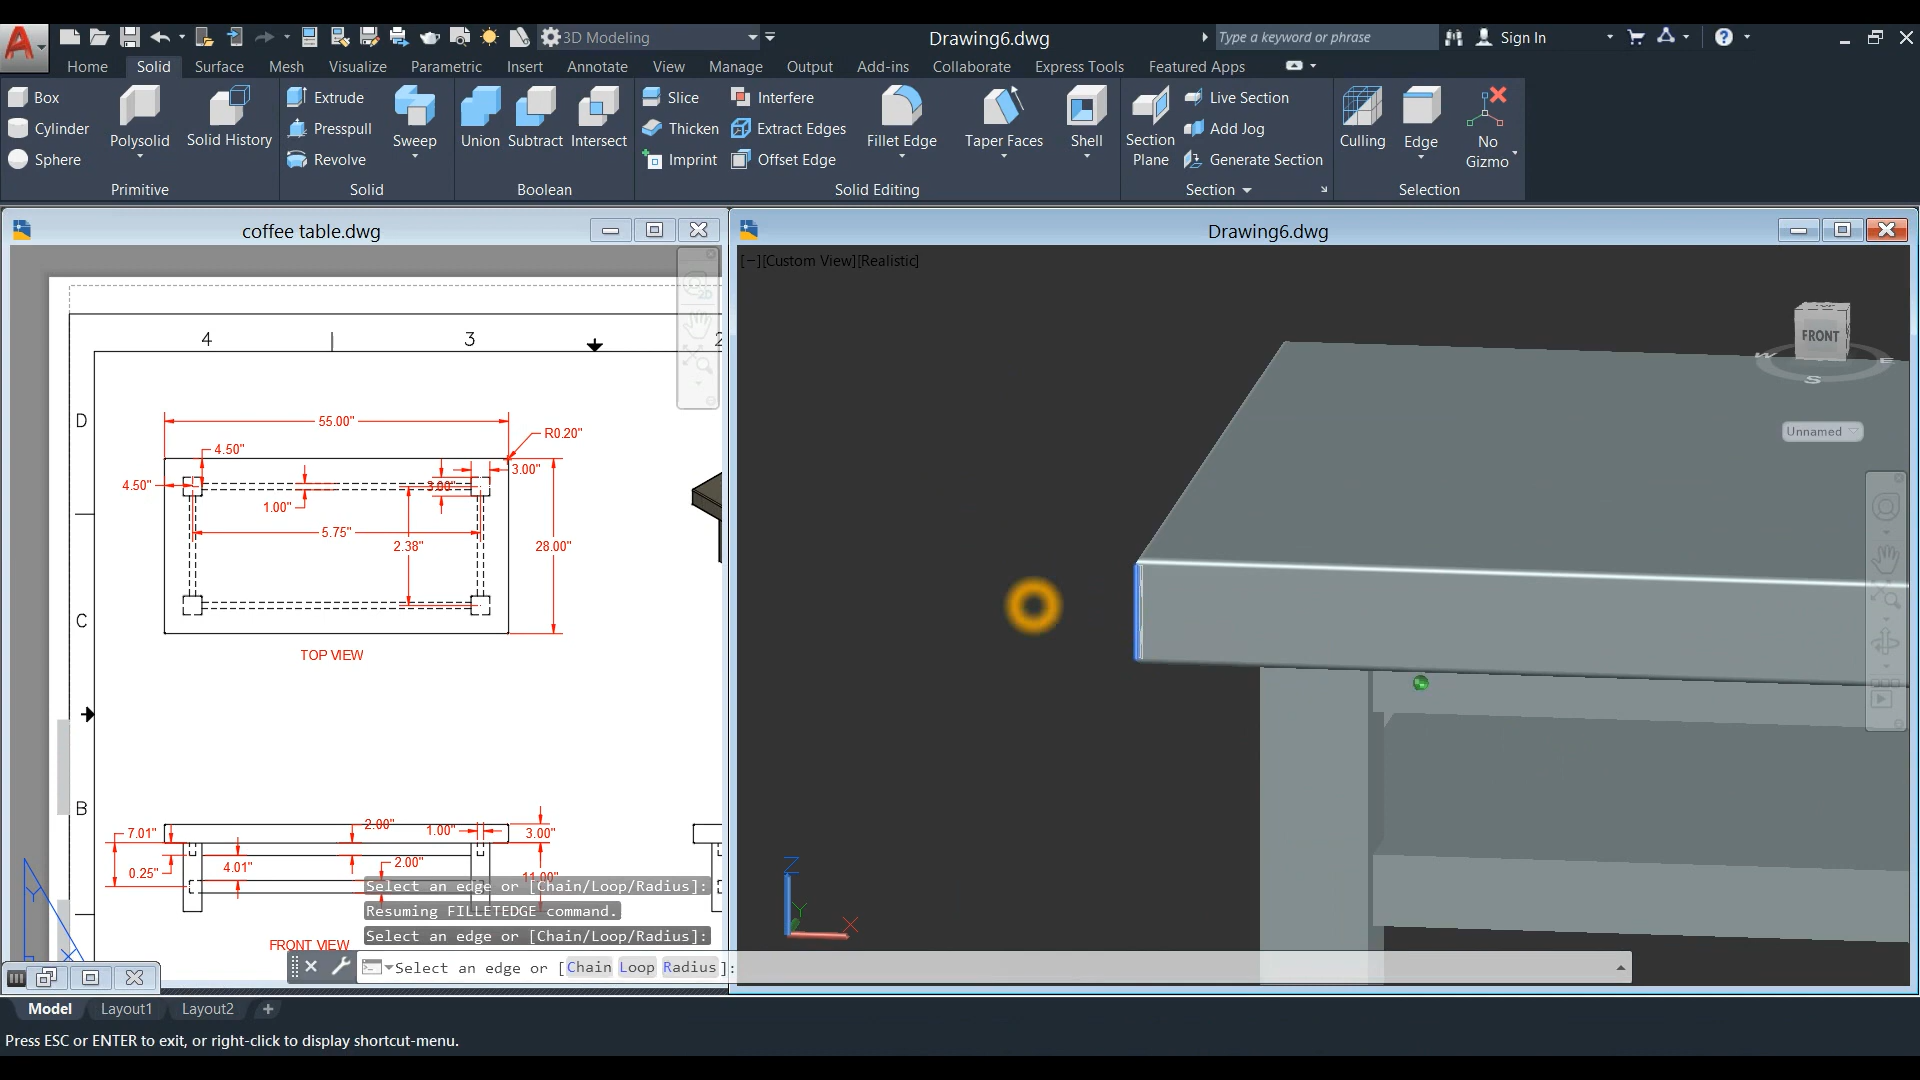 3D Modeling
Drawing6.dwg
Type a keyword or phrase
Sign In
Home Solid Surface Mesh Visualize Parametric Insert Annotate View Manage Output Add-ins Collaborate Express Tools Featured Apps
Box
Cylinder
Sphere
Polysolid
Solid History
Primitive
Extrude
Presspull
Revolve
Sweep
Solid
Union Subtract Intersect
Boolean
Slice
Thicken
Imprint
Interfere
Extract Edges
Offset Edge
Fillet Edge
Taper Faces
Shell
Solid Editing
Section
Plane
Live Section
Add Jog
Generate Section
Section
Culling
Edge
No
Gizmo
Selection
coffee table.dwg
Drawing6.dwg
[−][Custom View][Realistic]
2D
4 3 2
D
C
B
55.00"
R0.20"
4.50"
3.00"
4.50"
3.00"
1.00"
5.75"
2.38"
28.00"
TOP VIEW
7.01"
2.00"
1.00"
3.00"
0.25"
4.01"
2.00"
11.00"
FRONT VIEW
TOP
FRONT
W
S
E
Unnamed
Z
Y
X
Y
X
Select an edge or [Chain/Loop/Radius]:
Resuming FILLETEDGE command.
Select an edge or [Chain/Loop/Radius]:
Select an edge or [Chain Loop Radius]:
Model Layout1 Layout2 +
Press ESC or ENTER to exit, or right-click to display shortcut-menu.